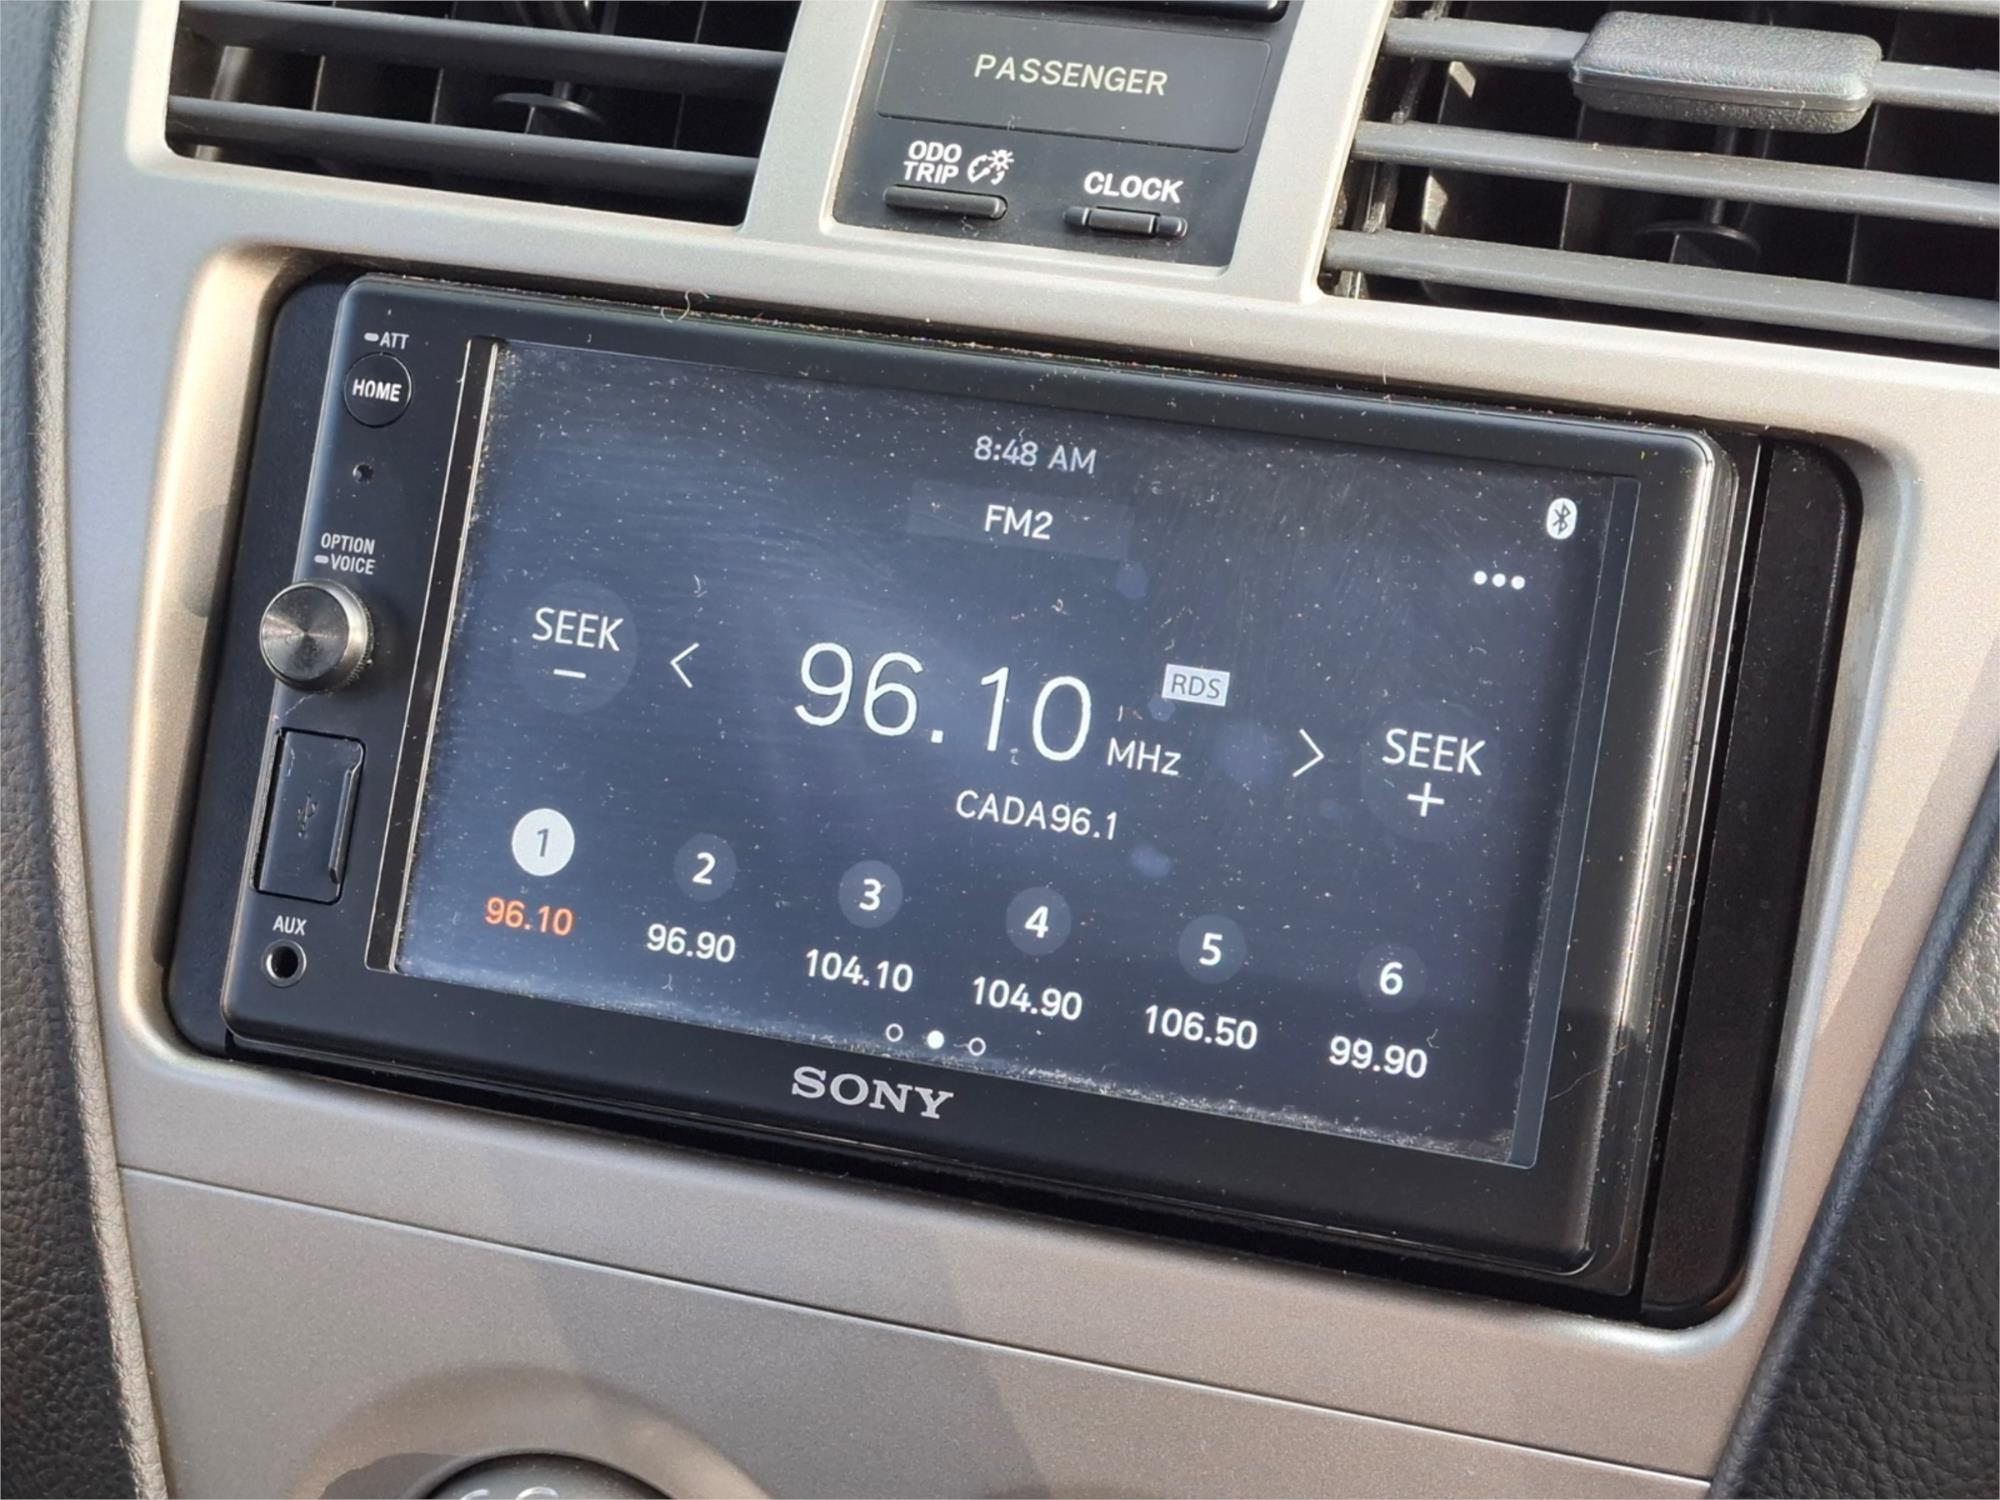 PASSENGER
ODO
TRIP
CLOCK
ATT
HOME
8:48 AM
FM2
OPTION
VOICE
SEEK
−
<
96.10
MHz
RDS
>
SEEK
+
CADA96.1
1
2
3
4
5
6
96.10
96.90
104.10
104.90
106.50
99.90
AUX
SONY